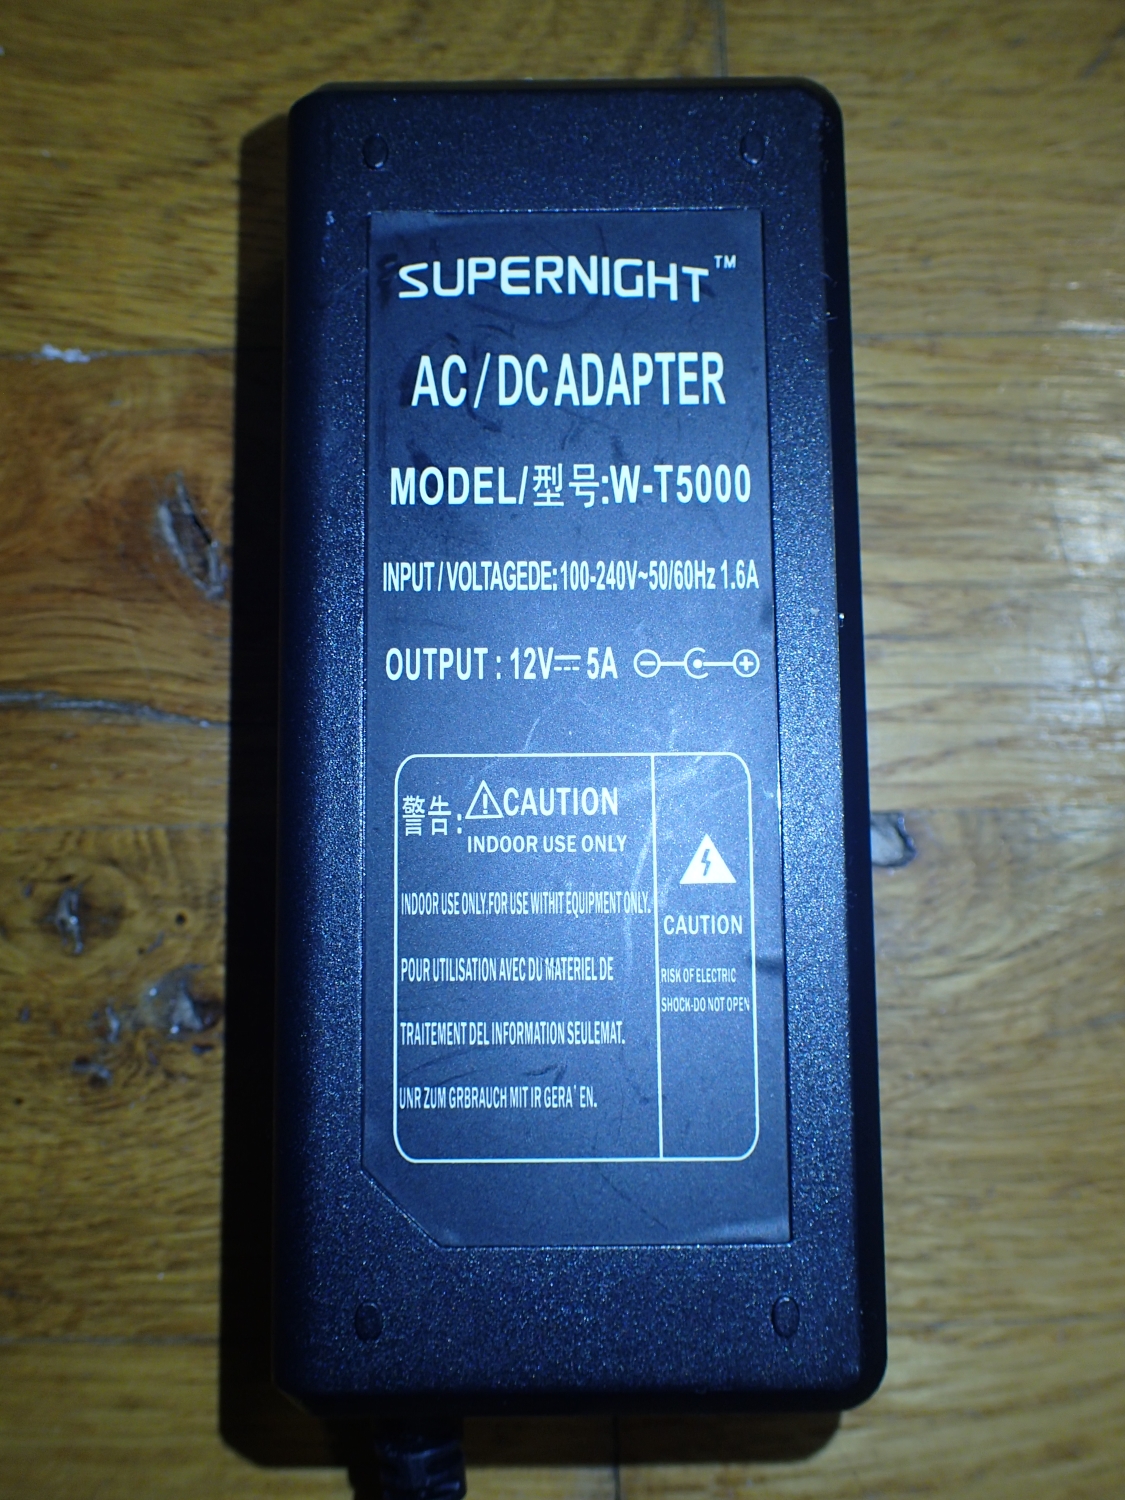 SUPERNIGHT™
AC/DC ADAPTER
MODEL/型号:W-T5000
INPUT/VOLTAGEDE:100-240V~50/60Hz 1.6A
OUTPUT : 12V⎓5A
警告:⚠CAUTION
INDOOR USE ONLY
INDOOR USE ONLY,FOR USE WITHIT EQUIPMENT ONLY.
POUR UTILISATION AVEC DU MATERIEL DE
TRAITEMENT DEL INFORMATION SEULEMAT.
UNR ZUM GRBRAUCH MIT IR GERA'EN.
CAUTION
RISK OF ELECTRIC
SHOCK-DO NOT OPEN